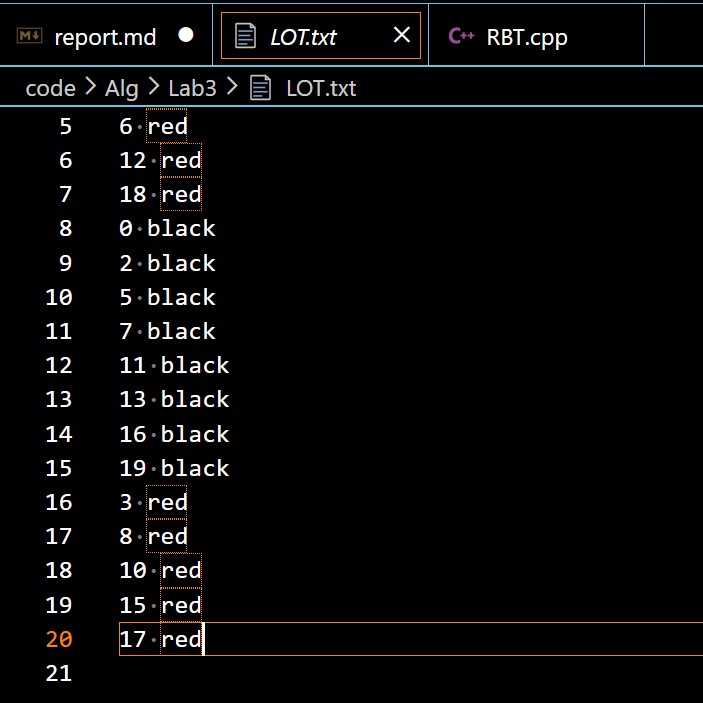 report.md ● LOT.txt × C++ RBT.cpp
code > Alg > Lab3 > LOT.txt
5 6 red
6 12 red
7 18 red
8 0 black
9 2 black
10 5 black
11 7 black
12 11 black
13 13 black
14 16 black
15 19 black
16 3 red
17 8 red
18 10 red
19 15 red
20 17 red
21